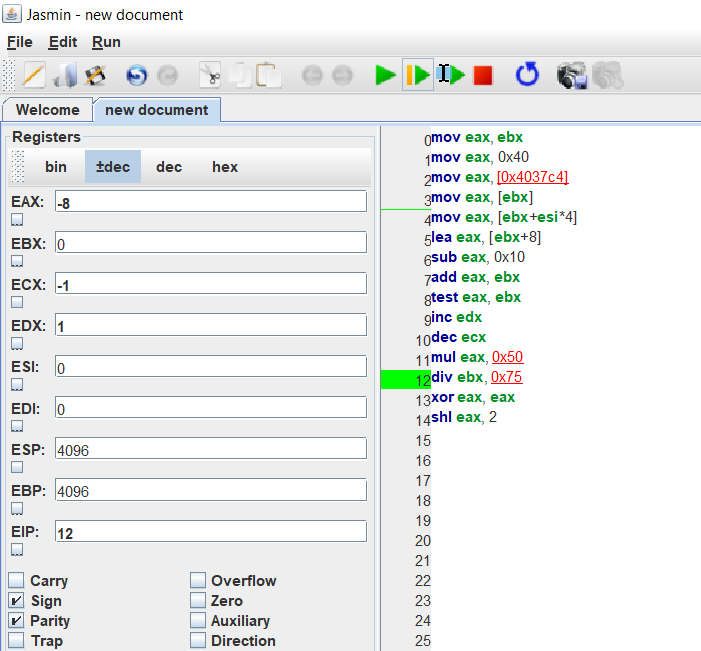 Jasmin - new document
File Edit Run
Welcome new document
Registers
bin ±dec dec hex
EAX: -8
EBX: 0
ECX: -1
EDX: 1
ESI: 0
EDI: 0
ESP: 4096
EBP: 4096
EIP: 12
Carry Overflow
Sign Zero
Parity Auxiliary
Trap Direction
0 mov eax, ebx
1 mov eax, 0x40
2 mov eax, [0x4037c4]
3 mov eax, [ebx]
4 mov eax, [ebx+esi*4]
5 lea eax, [ebx+8]
6 sub eax, 0x10
7 add eax, ebx
8 test eax, ebx
9 inc edx
10 dec ecx
11 mul eax, 0x50
12 div ebx, 0x75
13 xor eax, eax
14 shl eax, 2
15
16
17
18
19
20
21
22
23
24
25